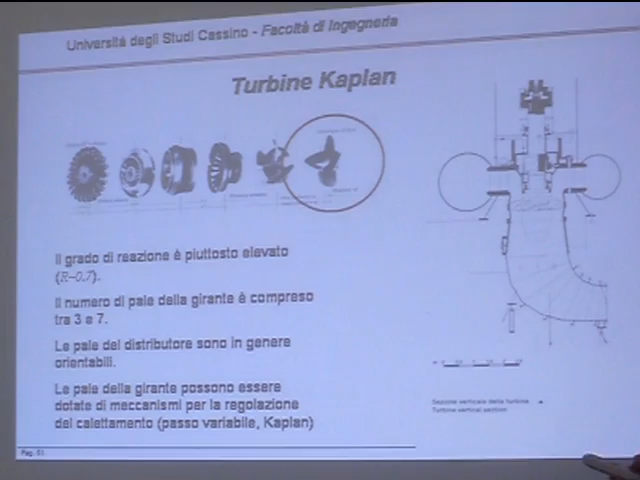 Università degli Studi Cassino - Facoltà di Ingegneria
Turbine Kaplan
Il grado di reazione è piuttosto elevato
(R~0.7).
Il numero di pale della girante è compreso
tra 3 e 7.
Le pale del distributore sono in genere
orientabili.
Le pale della girante possono essere
dotate di meccanismi per la regolazione
del calettamento (passo variabile, Kaplan)
Sezione verticale della turbina
Turbine vertical section
Pag. 61